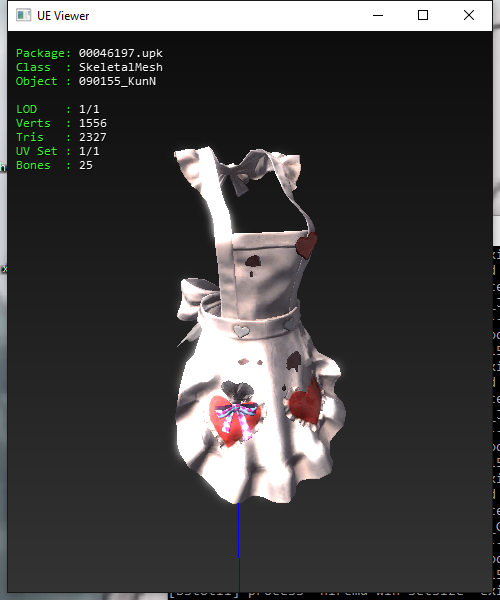 UE Viewer
Package: 00046197.upk
Class : SkeletalMesh
Object : 090155_KunN
LOD : 1/1
Verts : 1556
Tris : 2327
UV Set : 1/1
Bones : 25